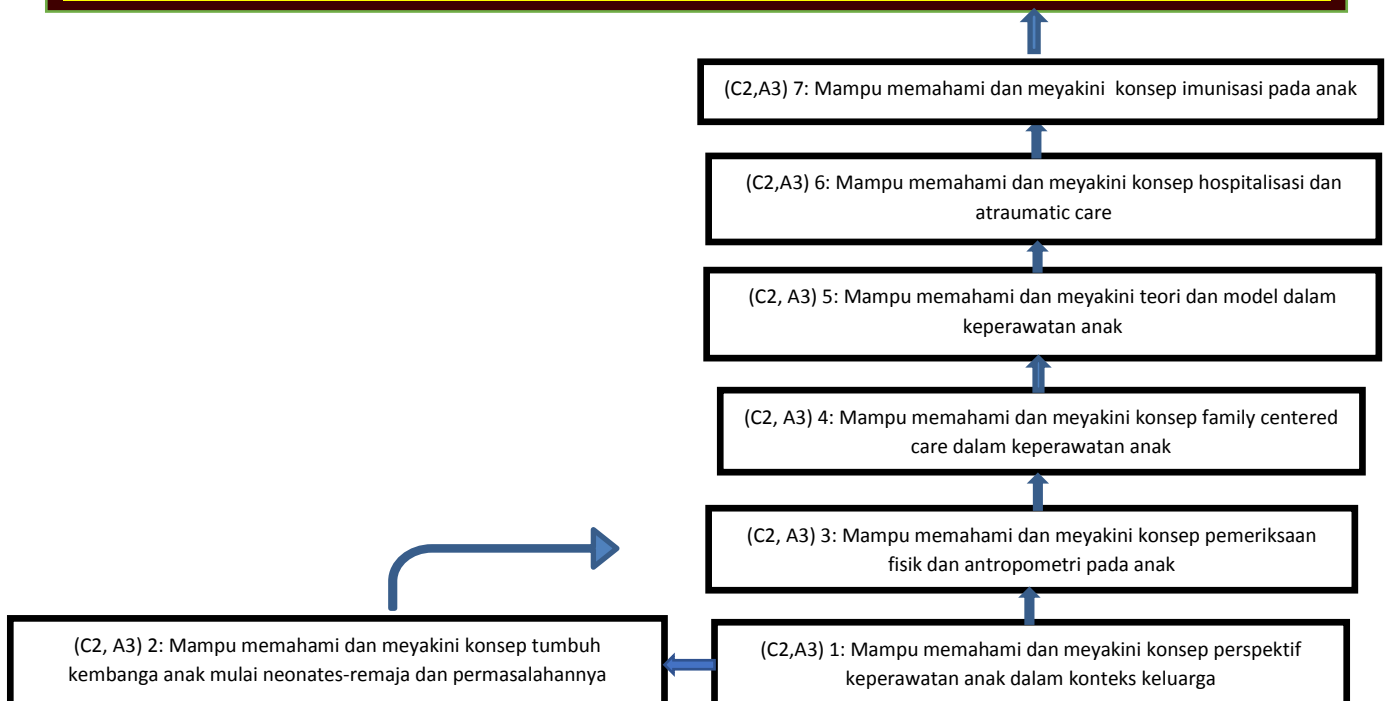 (C2,A3) 7: Mampu memahami dan meyakini  konsep imunisasi pada anak
(C2,A3) 6: Mampu memahami dan meyakini konsep hospitalisasi dan
atraumatic care
(C2, A3) 5: Mampu memahami dan meyakini teori dan model dalam
keperawatan anak
(C2, A3) 4: Mampu memahami dan meyakini konsep family centered
care dalam keperawatan anak
(C2, A3) 3: Mampu memahami dan meyakini konsep pemeriksaan
fisik dan antropometri pada anak
(C2, A3) 2: Mampu memahami dan meyakini konsep tumbuh
kembanga anak mulai neonates-remaja dan permasalahannya
(C2,A3) 1: Mampu memahami dan meyakini konsep perspektif
keperawatan anak dalam konteks keluarga